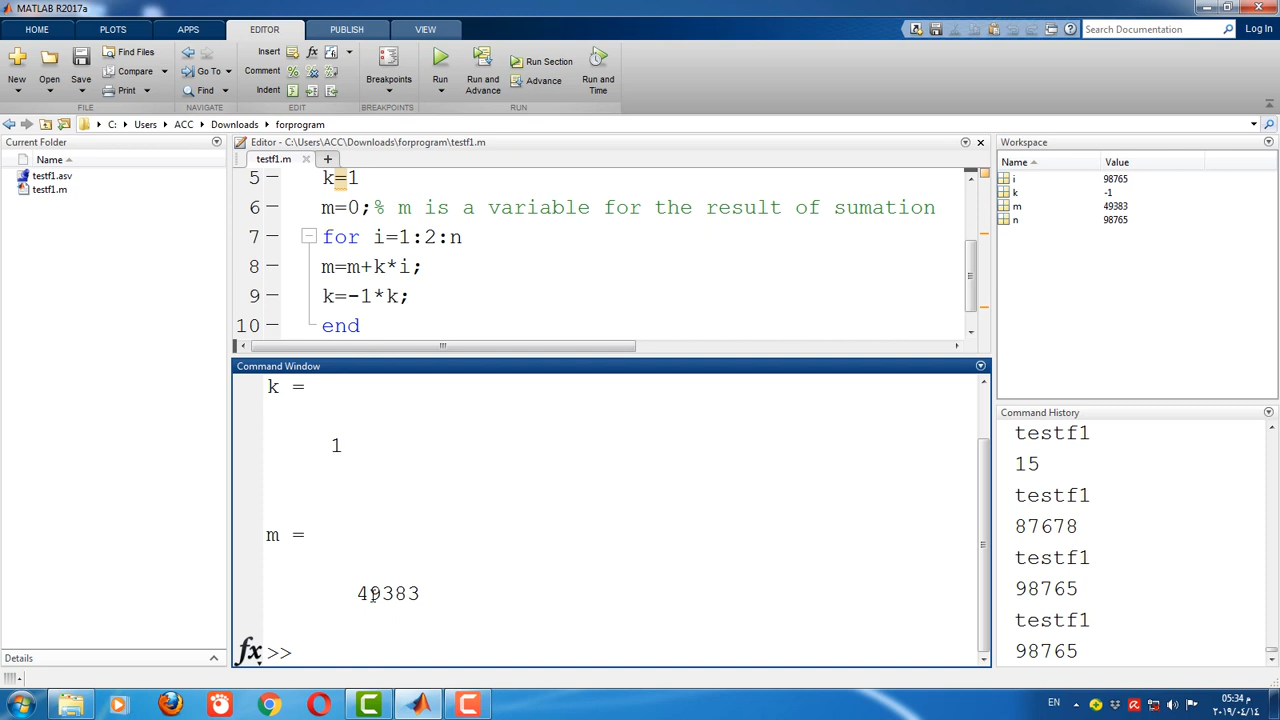 MATLAB R2017a
HOME PLOTS APPS EDITOR PUBLISH VIEW Search Documentation Log In
New Open Save Find Files Compare Print Go To Find Insert Comment Indent fx Breakpoints Run Run and Advance Run Section Advance Run and Time
FILE NAVIGATE EDIT BREAKPOINTS RUN
C: Users ACC Downloads forprogram
Current Folder
Name
testf1.asv
testf1.m
Details
Editor - C:\Users\ACC\Downloads\forprogram\testf1.m
testf1.m +
5 k=1
6 m=0;% m is a variable for the result of sumation
7 for i=1:2:n
8 m=m+k*i;
9 k=-1*k;
10 end
Command Window
k =
1
m =
49383
fx >>
Workspace
Name Value
i 98765
k -1
m 49383
n 98765
Command History
testf1
15
testf1
87678
testf1
98765
testf1
98765
EN
05:34 م
٢٠١٩/٠٤/١٤